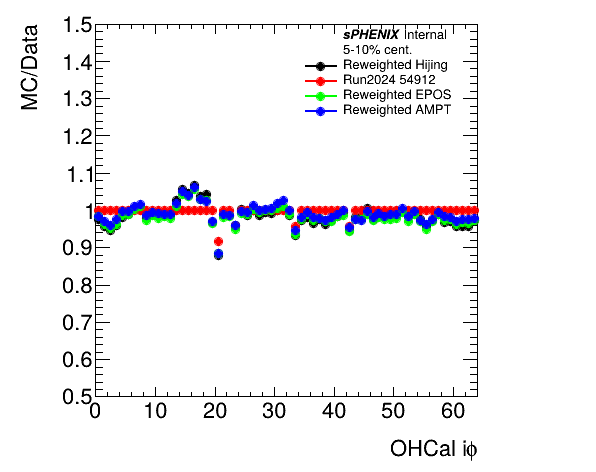 MC/Data
1.5
1.4
1.3
1.2
1.1
1
0.9
0.8
0.7
0.6
0.5
sPHENIX Internal
5-10% cent.
Reweighted Hijing
Run2024 54912
Reweighted EPOS
Reweighted AMPT
0 10 20 30 40 50 60
OHCal iϕ